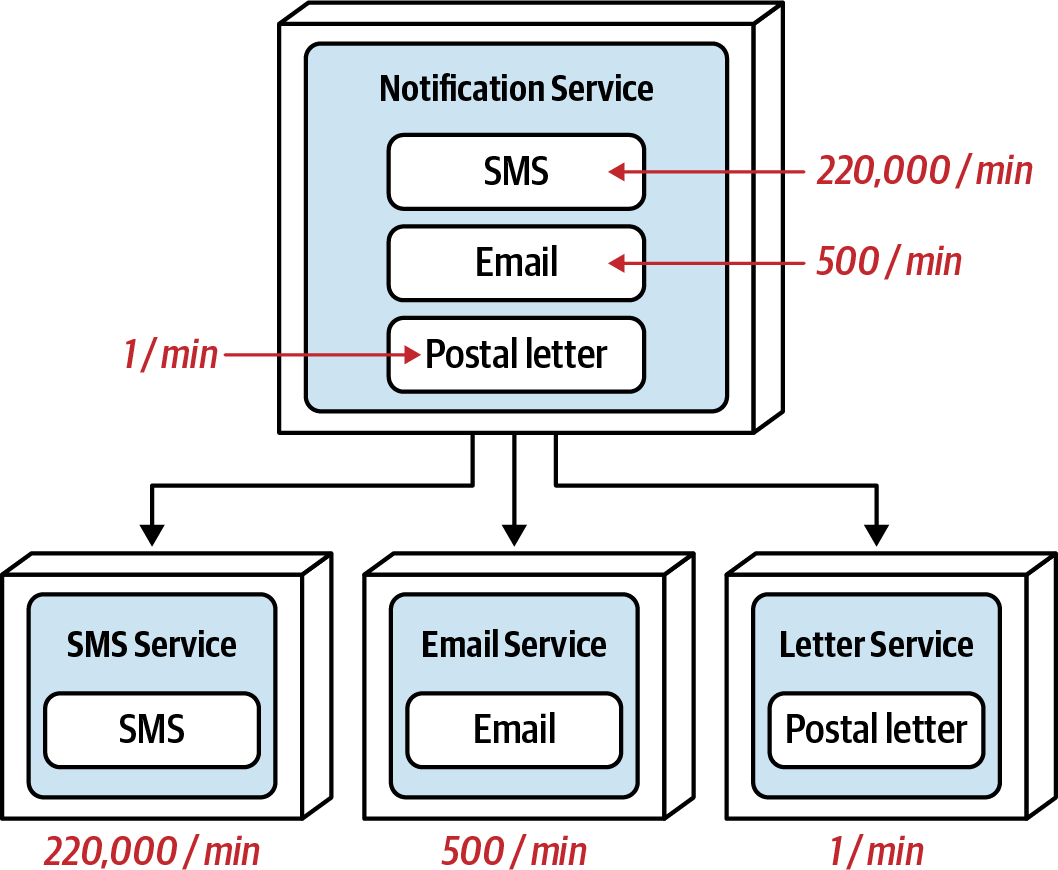 Notification Service
SMS
220,000 / min
Email
500 / min
1 / min
Postal letter
SMS Service
SMS
220,000 / min
Email Service
Email
500 / min
Letter Service
Postal letter
1 / min